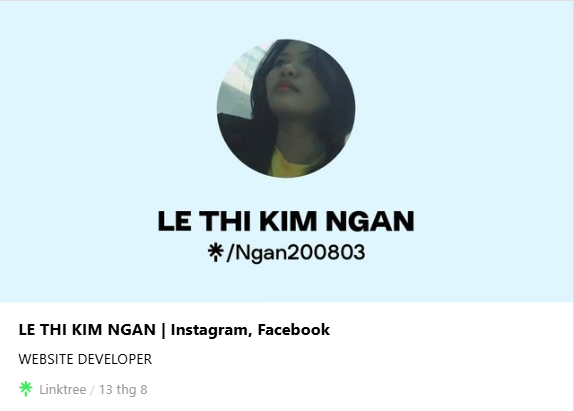 LE THI KIM NGAN
/Ngan200803
LE THI KIM NGAN | Instagram, Facebook
WEBSITE DEVELOPER
Linktree / 13 thg 8